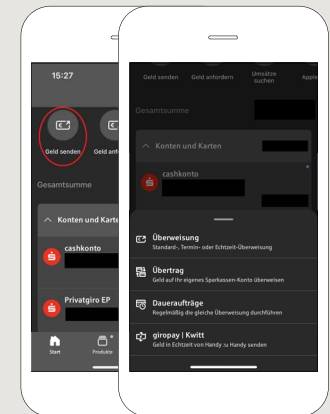 15:27
Geld senden
Geld anf
Gesamtsumme
Konten und Karte
cashkonto
Privatgiro EP
Start
Produkte
Geld senden
Geld anfordern
Umsätze
suchen
Apple
Gesamtsumme
Konten und Karten
cashkonto
Überweisung
Standard-, Termin- oder Echtzeit-Überweisung
Übertrag
Geld auf Ihr eigenes Sparkassen-Konto überweisen
Daueraufträge
Regelmäßig die gleiche Überweisung durchführen
giropay | Kwitt
Geld in Echtzeit von Handy zu Handy senden